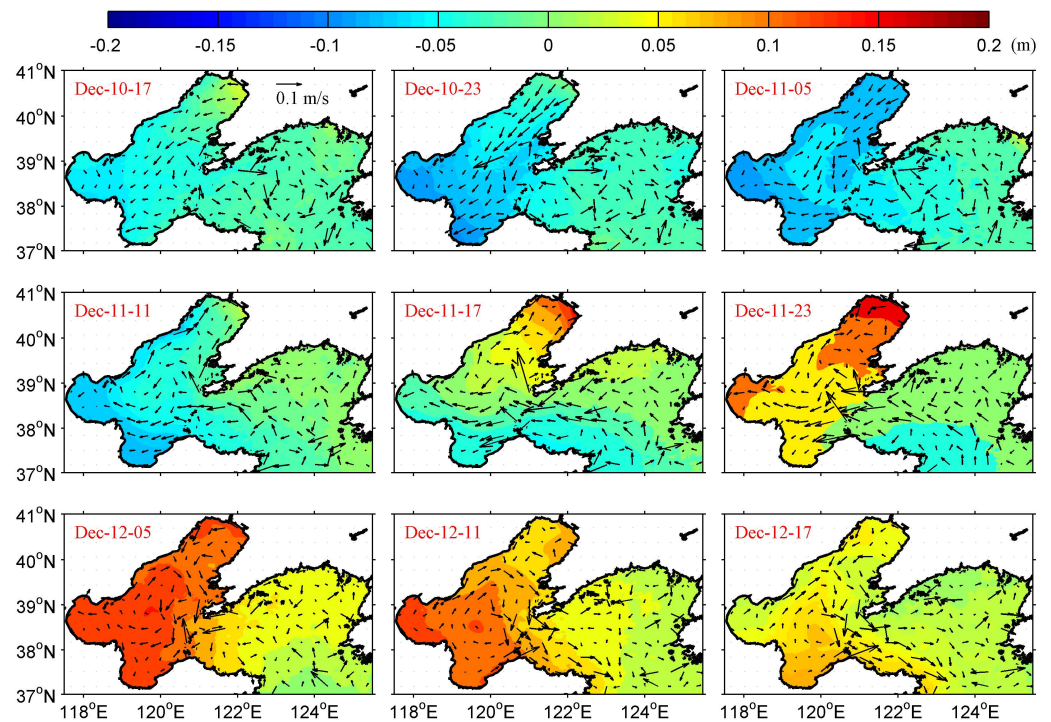 -0.2 -0.15 -0.1 -0.05 0 0.05 0.1 0.15 0.2 (m)
41°N Dec-10-17 0.1 m/s Dec-10-23 Dec-11-05
40°N
39°N
38°N
37°N
41°N Dec-11-11 Dec-11-17 Dec-11-23
40°N
39°N
38°N
37°N
41°N Dec-12-05 Dec-12-11 Dec-12-17
40°N
39°N
38°N
37°N
118°E 120°E 122°E 124°E 118°E 120°E 122°E 124°E 118°E 120°E 122°E 124°E